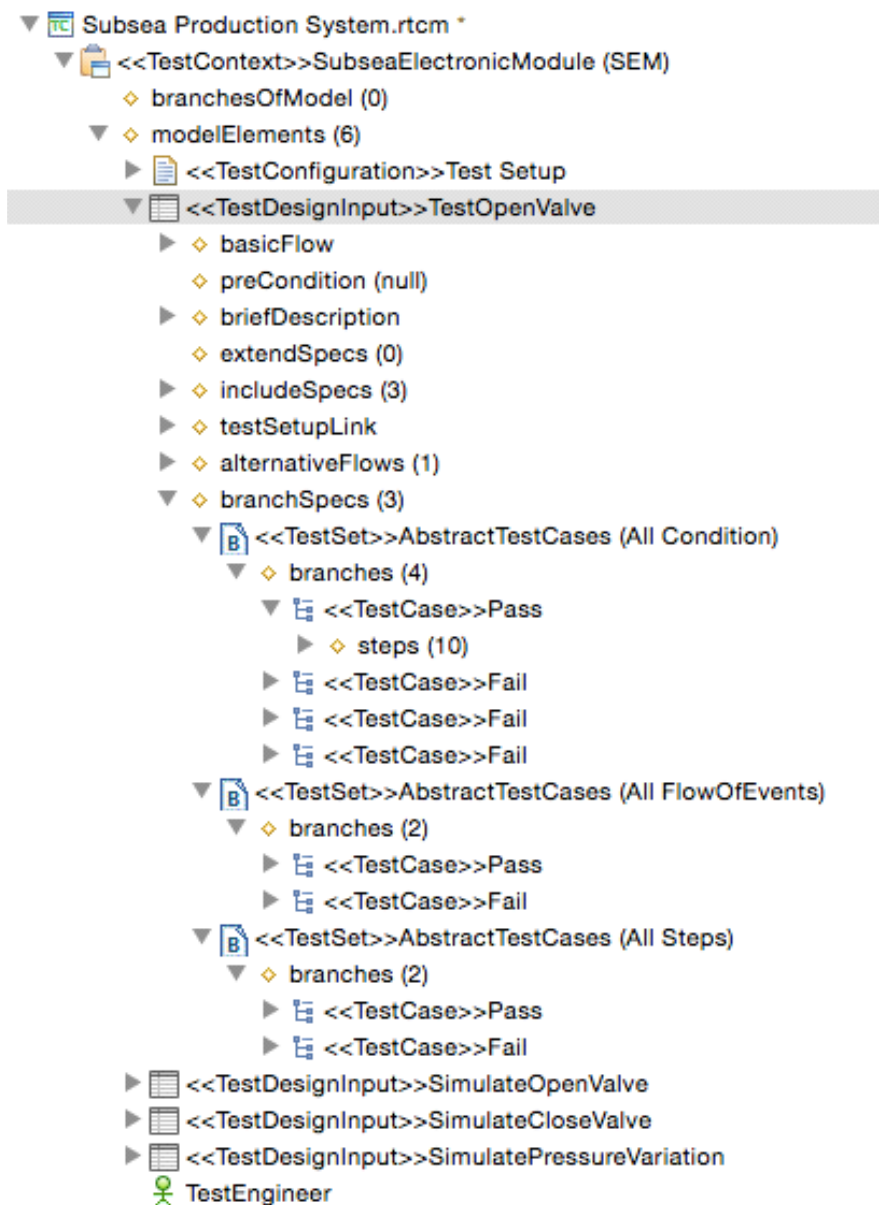 Subsea Production System.rtcm *
<<TestContext>>SubseaElectronicModule (SEM)
branchesOfModel (0)
modelElements (6)
<<TestConfiguration>>Test Setup
<<TestDesignInput>>TestOpenValve
basicFlow
preCondition (null)
briefDescription
extendSpecs (0)
includeSpecs (3)
testSetupLink
alternativeFlows (1)
branchSpecs (3)
<<TestSet>>AbstractTestCases (All Condition)
branches (4)
<<TestCase>>Pass
steps (10)
<<TestCase>>Fail
<<TestCase>>Fail
<<TestCase>>Fail
<<TestSet>>AbstractTestCases (All FlowOfEvents)
branches (2)
<<TestCase>>Pass
<<TestCase>>Fail
<<TestSet>>AbstractTestCases (All Steps)
branches (2)
<<TestCase>>Pass
<<TestCase>>Fail
<<TestDesignInput>>SimulateOpenValve
<<TestDesignInput>>SimulateCloseValve
<<TestDesignInput>>SimulatePressureVariation
TestEngineer